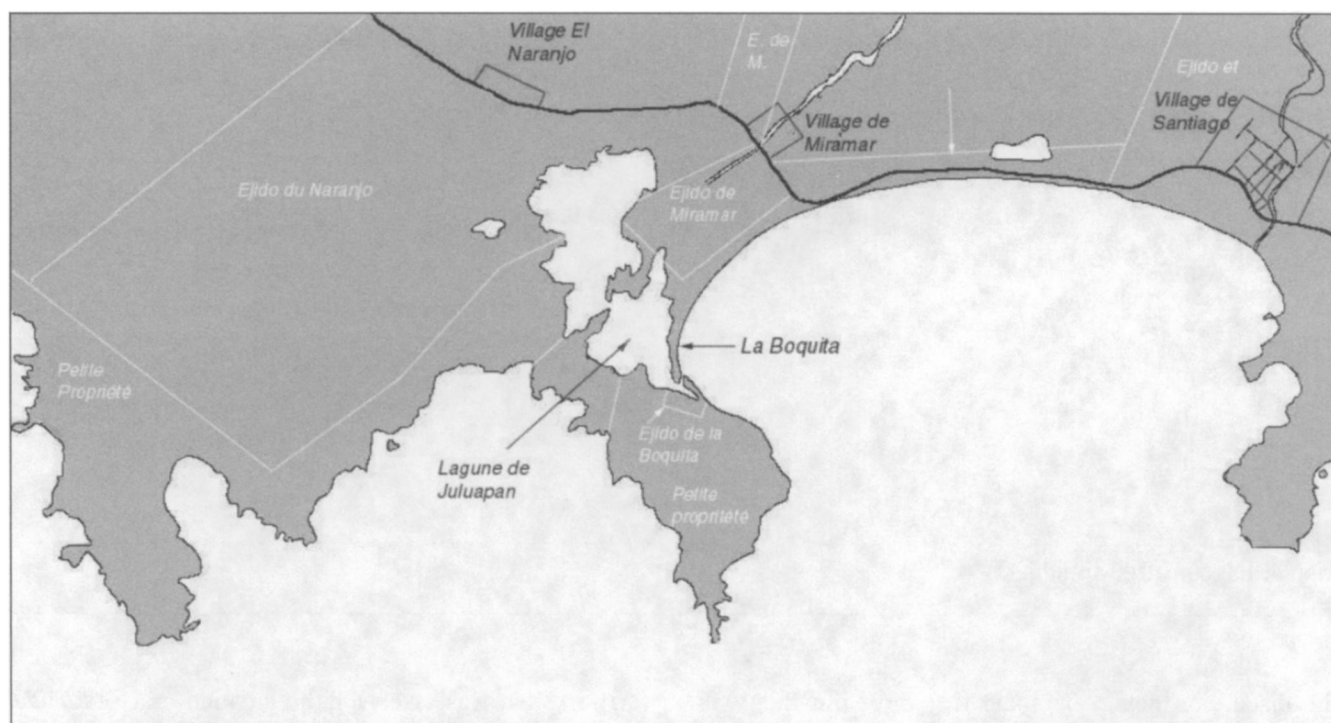 Village El
Naranjo
E. de
M.
Ejido et
Village de
Santiago
Village de
Miramar
Ejido du Naranjo
Ejido de
Miramar
La Boquita
Petite
Propriété
Ejido de la
Boquita
Lagune de
Juluapan
Petite
propriété